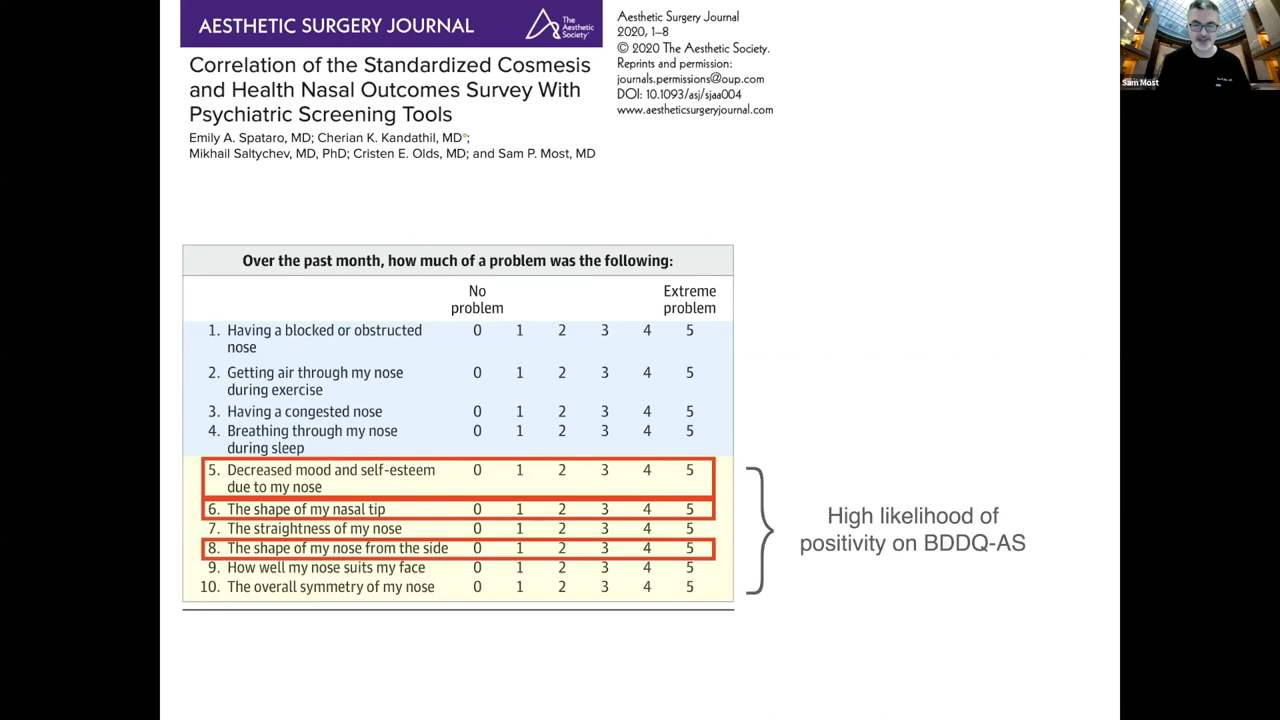 AESTHETIC SURGERY JOURNAL
The
Aesthetic
Society®
Correlation of the Standardized Cosmesis
and Health Nasal Outcomes Survey With
Psychiatric Screening Tools
Emily A. Spataro, MD; Cherian K. Kandathil, MD;
Mikhail Saltychev, MD, PhD; Cristen E. Olds, MD; and Sam P. Most, MD
Aesthetic Surgery Journal
2020, 1–8
© 2020 The Aesthetic Society.
Reprints and permission:
journals.permissions@oup.com
DOI: 10.1093/asj/sjaa004
www.aestheticsurgeryjournal.com
Sam Most
Over the past month, how much of a problem was the following:
No problem Extreme problem
1. Having a blocked or obstructed 0 1 2 3 4 5
nose
2. Getting air through my nose 0 1 2 3 4 5
during exercise
3. Having a congested nose 0 1 2 3 4 5
4. Breathing through my nose 0 1 2 3 4 5
during sleep
5. Decreased mood and self-esteem 0 1 2 3 4 5
due to my nose
6. The shape of my nasal tip 0 1 2 3 4 5
7. The straightness of my nose 0 1 2 3 4 5
8. The shape of my nose from the side 0 1 2 3 4 5
9. How well my nose suits my face 0 1 2 3 4 5
10. The overall symmetry of my nose 0 1 2 3 4 5
High likelihood of
positivity on BDDQ-AS